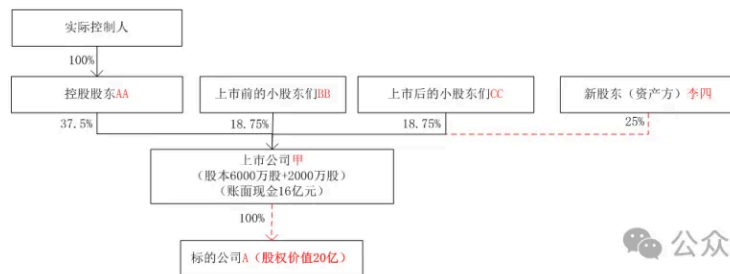 实际控制人
100%
控股股东AA
上市前的小股东们BB
上市后的小股东们CC
新股东（资产方）李四
37.5%
18.75%
18.75%
25%
上市公司甲
（股本6000万股+2000万股）
（账面现金16亿元）
100%
标的公司A（股权价值20亿）
公众